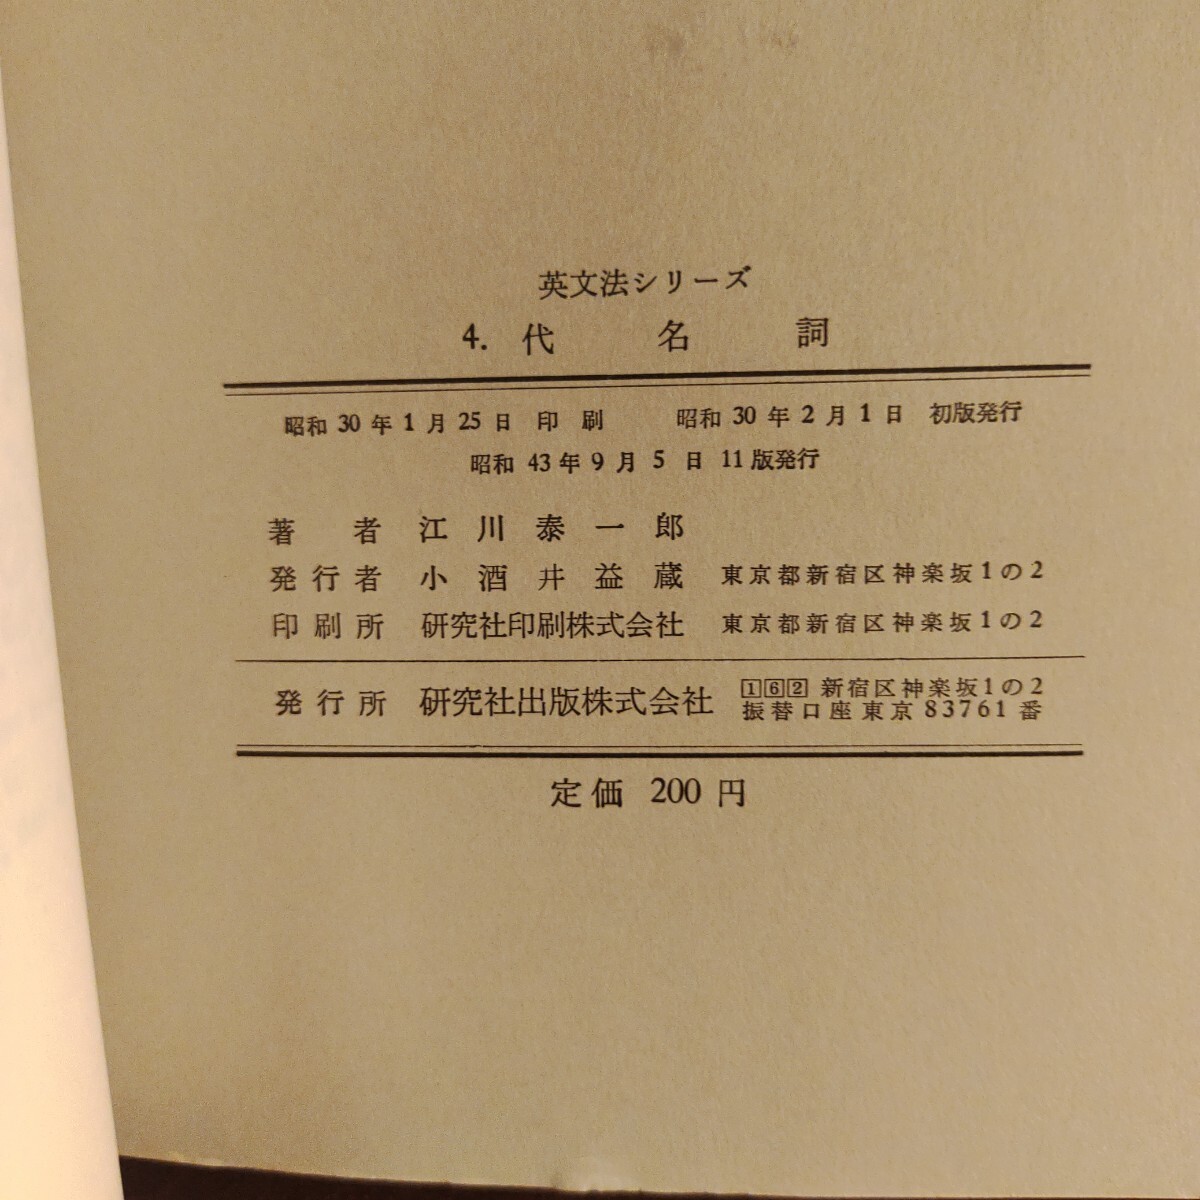 英文法シリーズ
4. 代名詞
昭和 30 年 1 月 25 日 印刷 昭和 30 年 2 月 1 日 初版発行
昭和 43 年 9 月 5 日 11 版発行
著者 江川泰一郎
発行者 小酒井益蔵 東京都新宿区神楽坂1の2
印刷所 研究社印刷株式会社 東京都新宿区神楽坂1の2
発行所 研究社出版株式会社 162 新宿区神楽坂1の2
振替口座東京 83761 番
定価 200 円